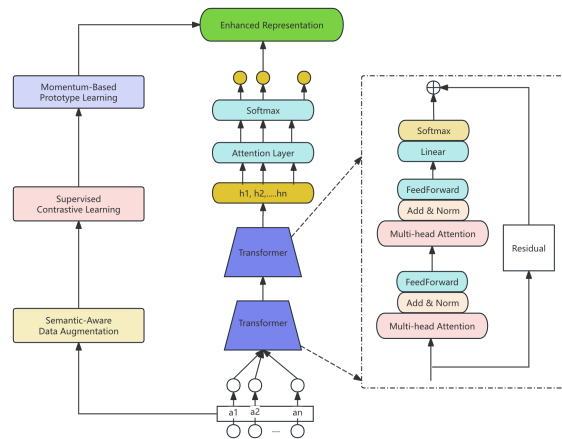 Enhanced Representation
Momentum-Based
Prototype Learning
Supervised
Contrastive Learning
Semantic-Aware
Data Augmentation
Softmax
Attention Layer
h1, h2,....hn
Transformer
Transformer
a1 a2 an
...
Softmax
Linear
FeedForward
Add & Norm
Multi-head Attention
FeedForward
Add & Norm
Multi-head Attention
Residual